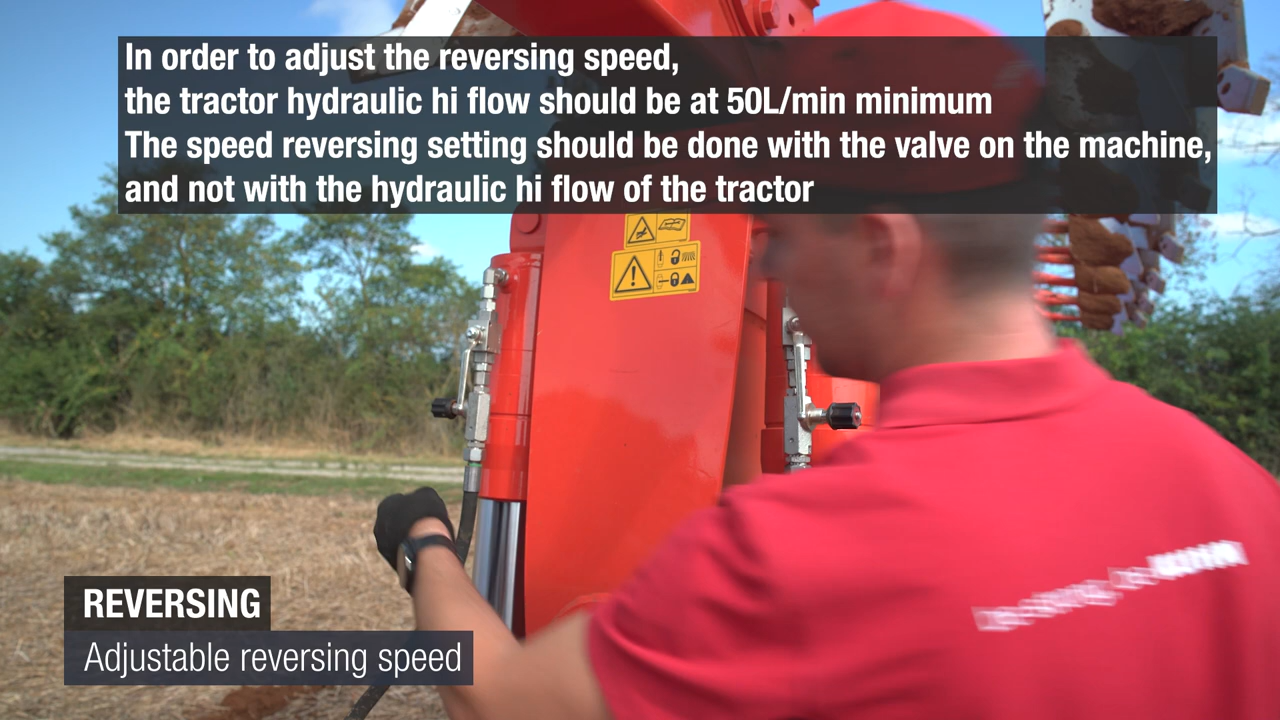 In order to adjust the reversing speed,
the tractor hydraulic hi flow should be at 50L/min minimum
The speed reversing setting should be done with the valve on the machine,
and not with the hydraulic hi flow of the tractor
REVERSING
Adjustable reversing speed